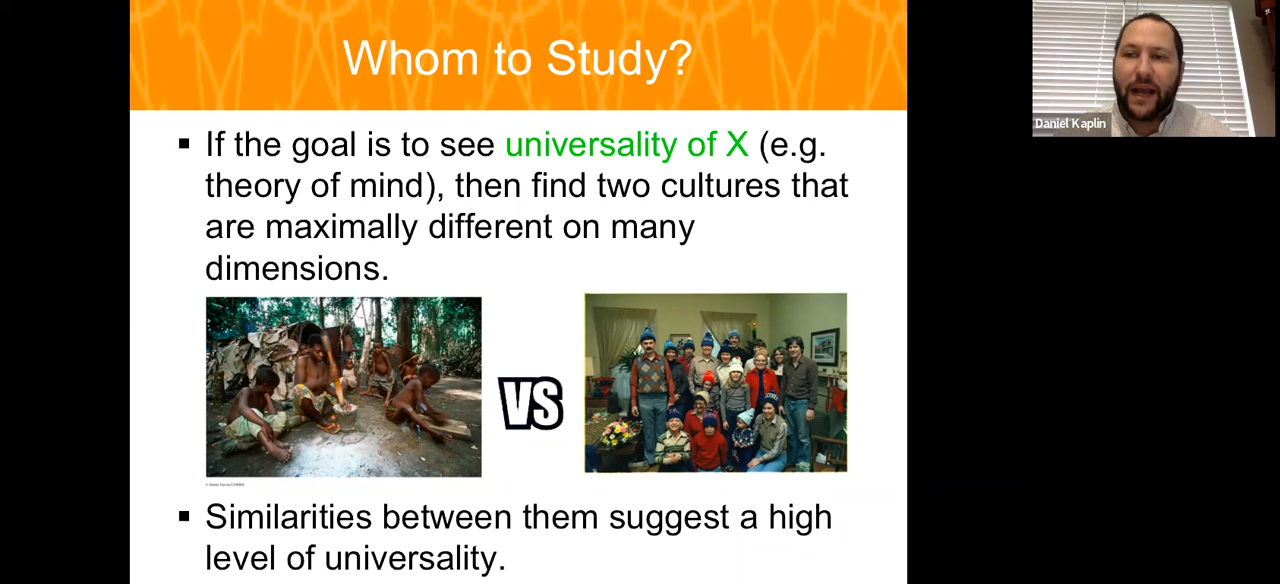 Whom to Study?
Daniel Kaplin
▪ If the goal is to see universality of X (e.g.
theory of mind), then find two cultures that
are maximally different on many
dimensions.
VS
▪ Similarities between them suggest a high
level of universality.